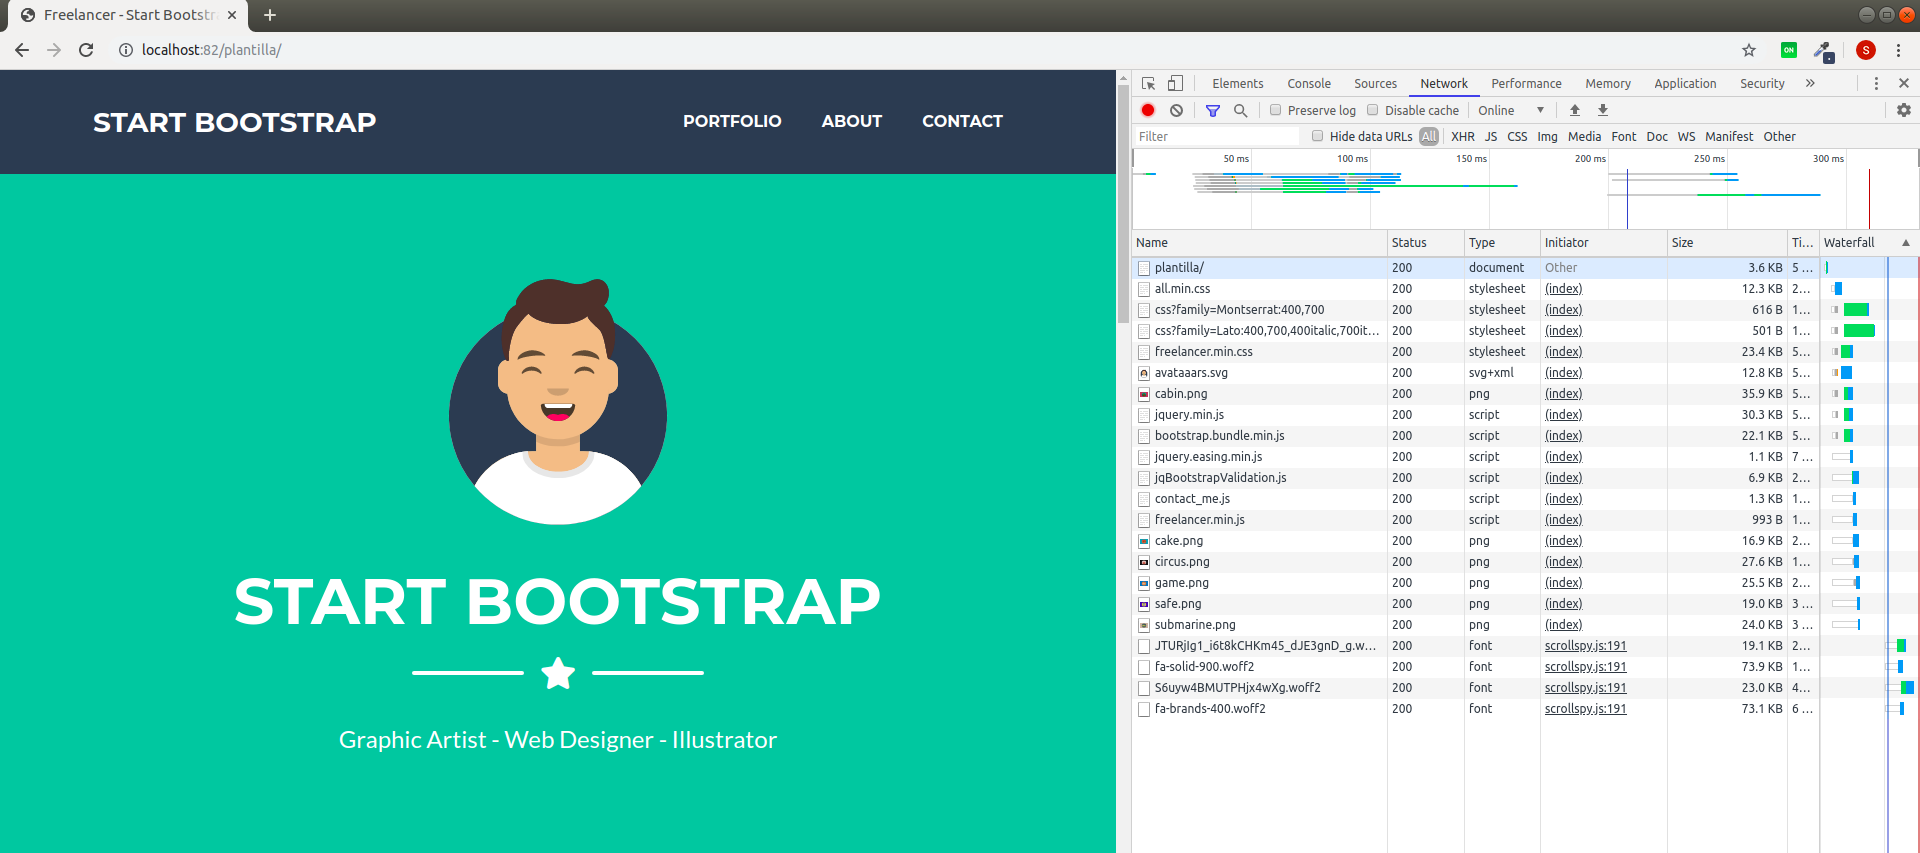 Freelancer - Start Bootstr
localhost:82/plantilla/
ON
S
START BOOTSTRAP
PORTFOLIO ABOUT CONTACT
START BOOTSTRAP
Graphic Artist - Web Designer - Illustrator
Elements Console Sources Network Performance Memory Application Security »
Preserve log Disable cache Online
Filter Hide data URLs All XHR JS CSS Img Media Font Doc WS Manifest Other
50 ms 100 ms 150 ms 200 ms 250 ms 300 ms
Name Status Type Initiator Size Ti... Waterfall
plantilla/ 200 document Other 3.6 KB 5 ...
all.min.css 200 stylesheet (index) 12.3 KB 2...
css?family=Montserrat:400,700 200 stylesheet (index) 616 B 1...
css?family=Lato:400,700,400italic,700it... 200 stylesheet (index) 501 B 1...
freelancer.min.css 200 stylesheet (index) 23.4 KB 5...
avataaars.svg 200 svg+xml (index) 12.8 KB 5...
cabin.png 200 png (index) 35.9 KB 5...
jquery.min.js 200 script (index) 30.3 KB 5...
bootstrap.bundle.min.js 200 script (index) 22.1 KB 5...
jquery.easing.min.js 200 script (index) 1.1 KB 7 ...
jqBootstrapValidation.js 200 script (index) 6.9 KB 2...
contact_me.js 200 script (index) 1.3 KB 1...
freelancer.min.js 200 script (index) 993 B 1...
cake.png 200 png (index) 16.9 KB 2...
circus.png 200 png (index) 27.6 KB 1...
game.png 200 png (index) 25.5 KB 2...
safe.png 200 png (index) 19.0 KB 3 ...
submarine.png 200 png (index) 24.0 KB 3 ...
JTURjIg1_i6t8kCHKm45_dJE3gnD_g.w... 200 font scrollspy.js:191 19.1 KB 2...
fa-solid-900.woff2 200 font scrollspy.js:191 73.9 KB 1...
S6uyw4BMUTPHjx4wXg.woff2 200 font scrollspy.js:191 23.0 KB 4...
fa-brands-400.woff2 200 font scrollspy.js:191 73.1 KB 6 ...